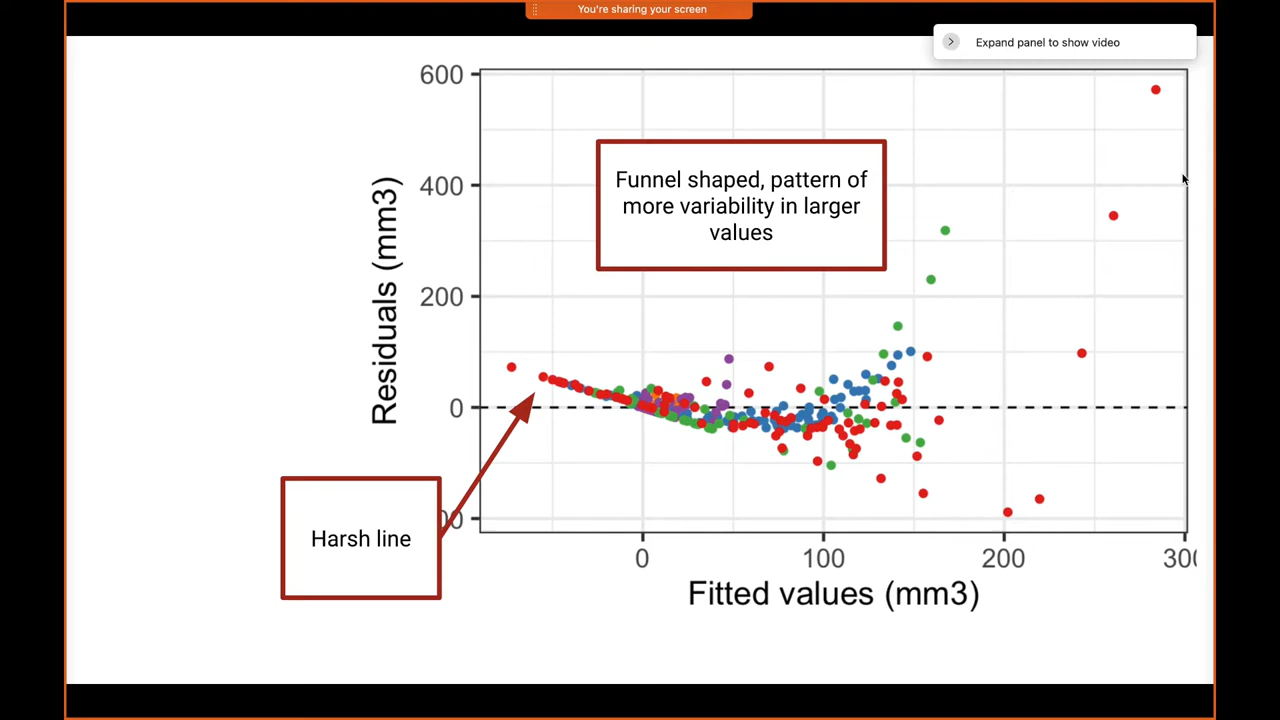 You're sharing your screen
Expand panel to show video
600
400
200
0
Residuals (mm3)
Funnel shaped, pattern of
more variability in larger
values
Harsh line
0
100
200
Fitted values (mm3)